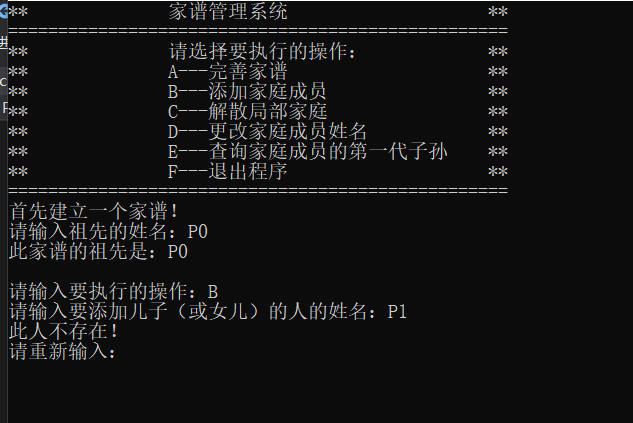 ** 家谱管理系统 **
==================================================
** 请选择要执行的操作: **
** A---完善家谱 **
** B---添加家庭成员 **
** C---解散局部家庭 **
** D---更改家庭成员姓名 **
** E---查询家庭成员的第一代子孙 **
** F---退出程序 **
==================================================
首先建立一个家谱！
请输入祖先的姓名：P0
此家谱的祖先是：P0
请输入要执行的操作：B
请输入要添加儿子（或女儿）的人的姓名：P1
此人不存在！
请重新输入：